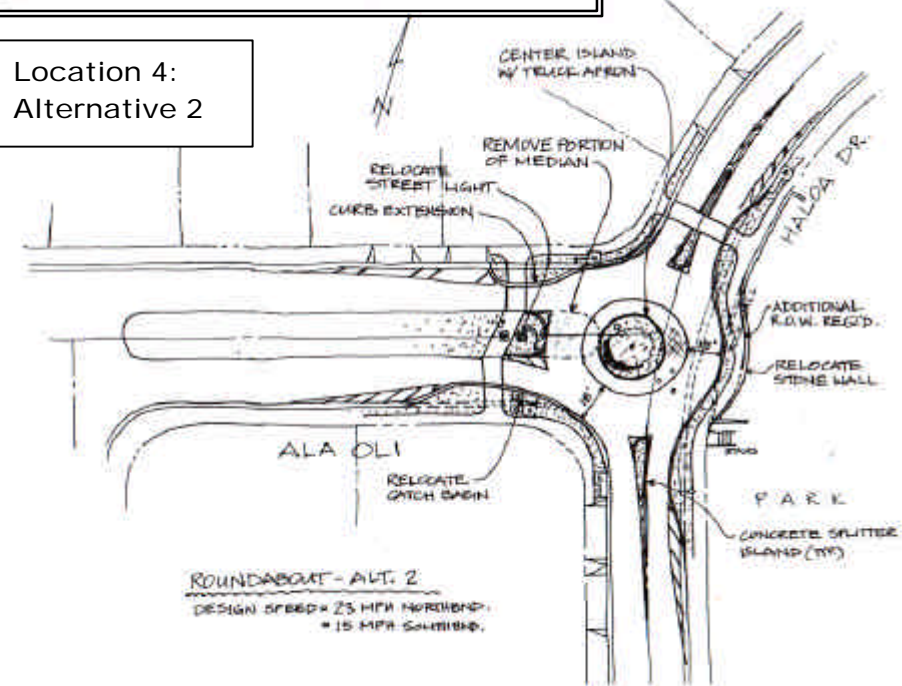 Location 4:
Alternative 2
N
CENTER ISLAND
W/ TRUCK APRON
REMOVE PORTION
OF MEDIAN
RELOCATE
STREET LIGHT
CURB EXTENSION
HALOA DR.
ADDITIONAL
R.O.W. REQ'D.
RELOCATE
STONE WALL
ALA OLI
RELOCATE
CATCH BASIN
PARK
CONCRETE SPLITTER
ISLAND (TYP)
ROUNDABOUT - ALT. 2
DESIGN SPEED = 23 MPH NORTHBND.
= 15 MPH SOUTHBND.